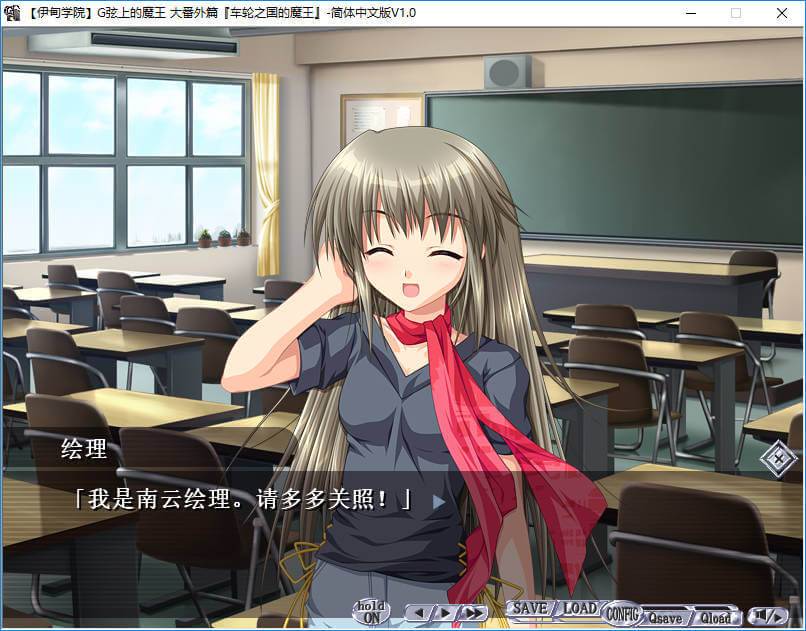 【伊甸学院】G弦上的魔王 大番外篇『车轮之国的魔王』-简体中文版V1.0
绘理
「我是南云绘理。请多多关照！」
hold ON
SAVE LOAD CONFIG Qsave Qload